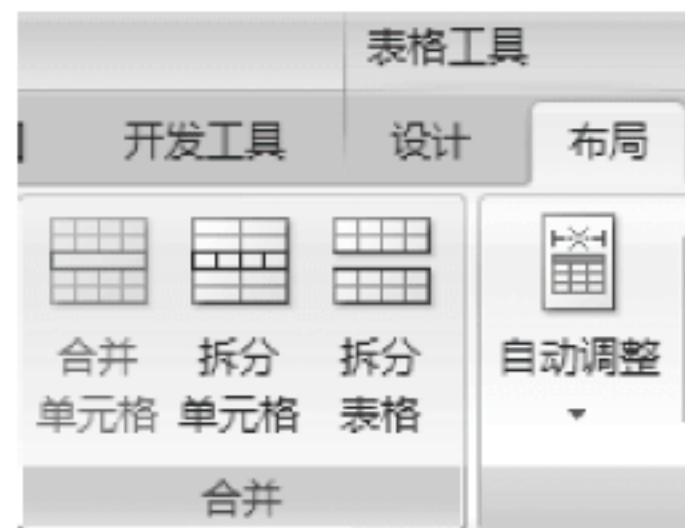 表格工具
开发工具 设计 布局
合并 拆分 拆分 自动调整
单元格 单元格 表格
合并